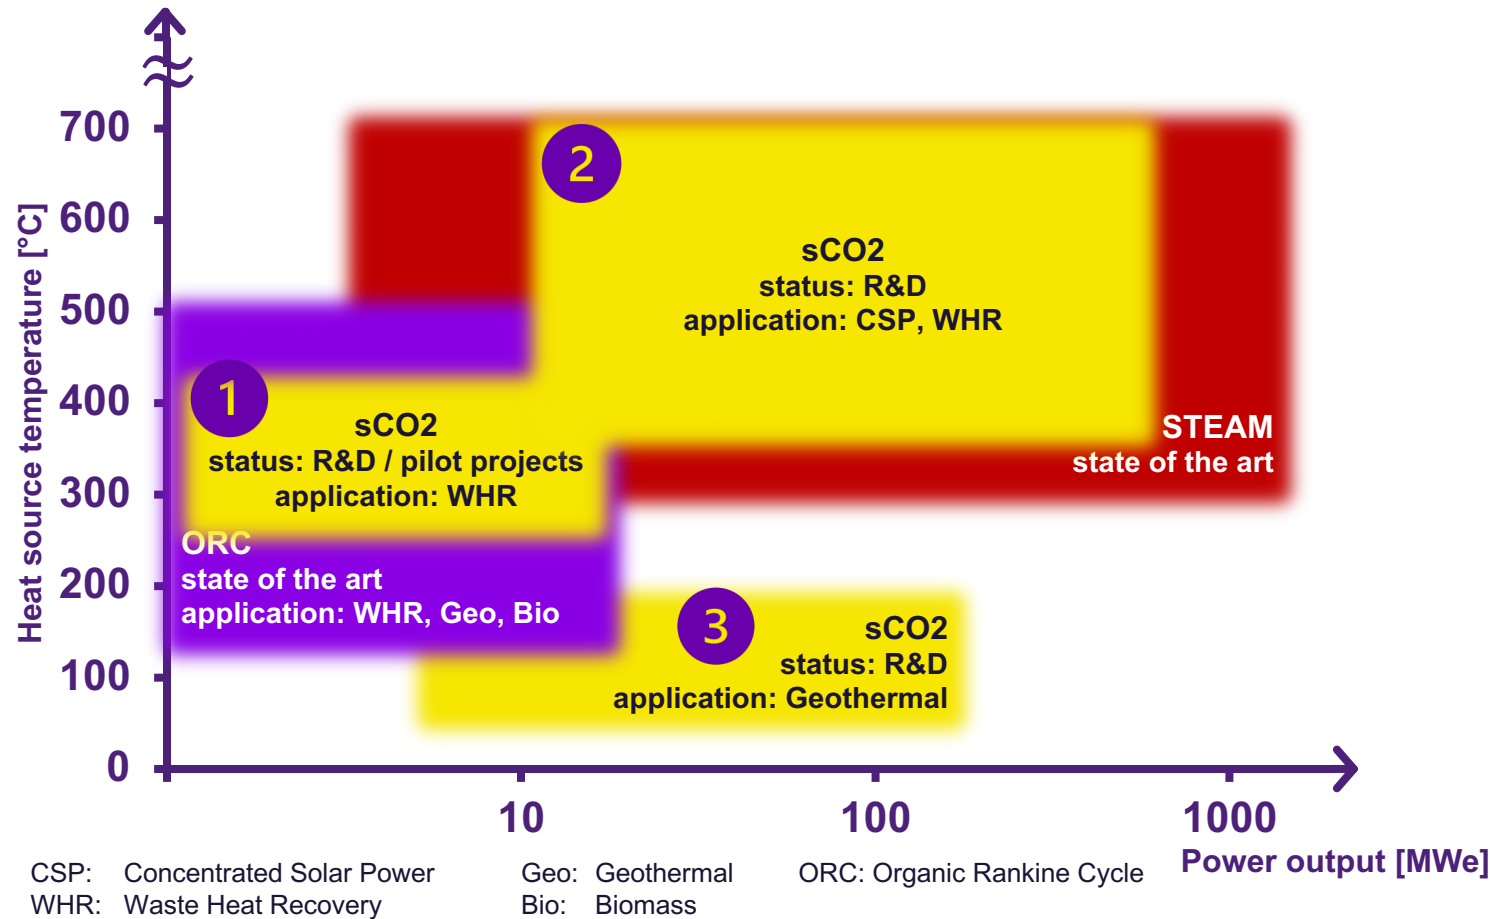 700
600
500
400
300
200
100
0
Heat source temperature [°C]
2
sCO2
status: R&D
application: CSP, WHR
1
sCO2
status: R&D / pilot projects
application: WHR
STEAM
state of the art
ORC
state of the art
application: WHR, Geo, Bio
3
sCO2
status: R&D
application: Geothermal
10
100
1000
Power output [MWe]
CSP: Concentrated Solar Power
WHR: Waste Heat Recovery
Geo: Geothermal
Bio: Biomass
ORC: Organic Rankine Cycle